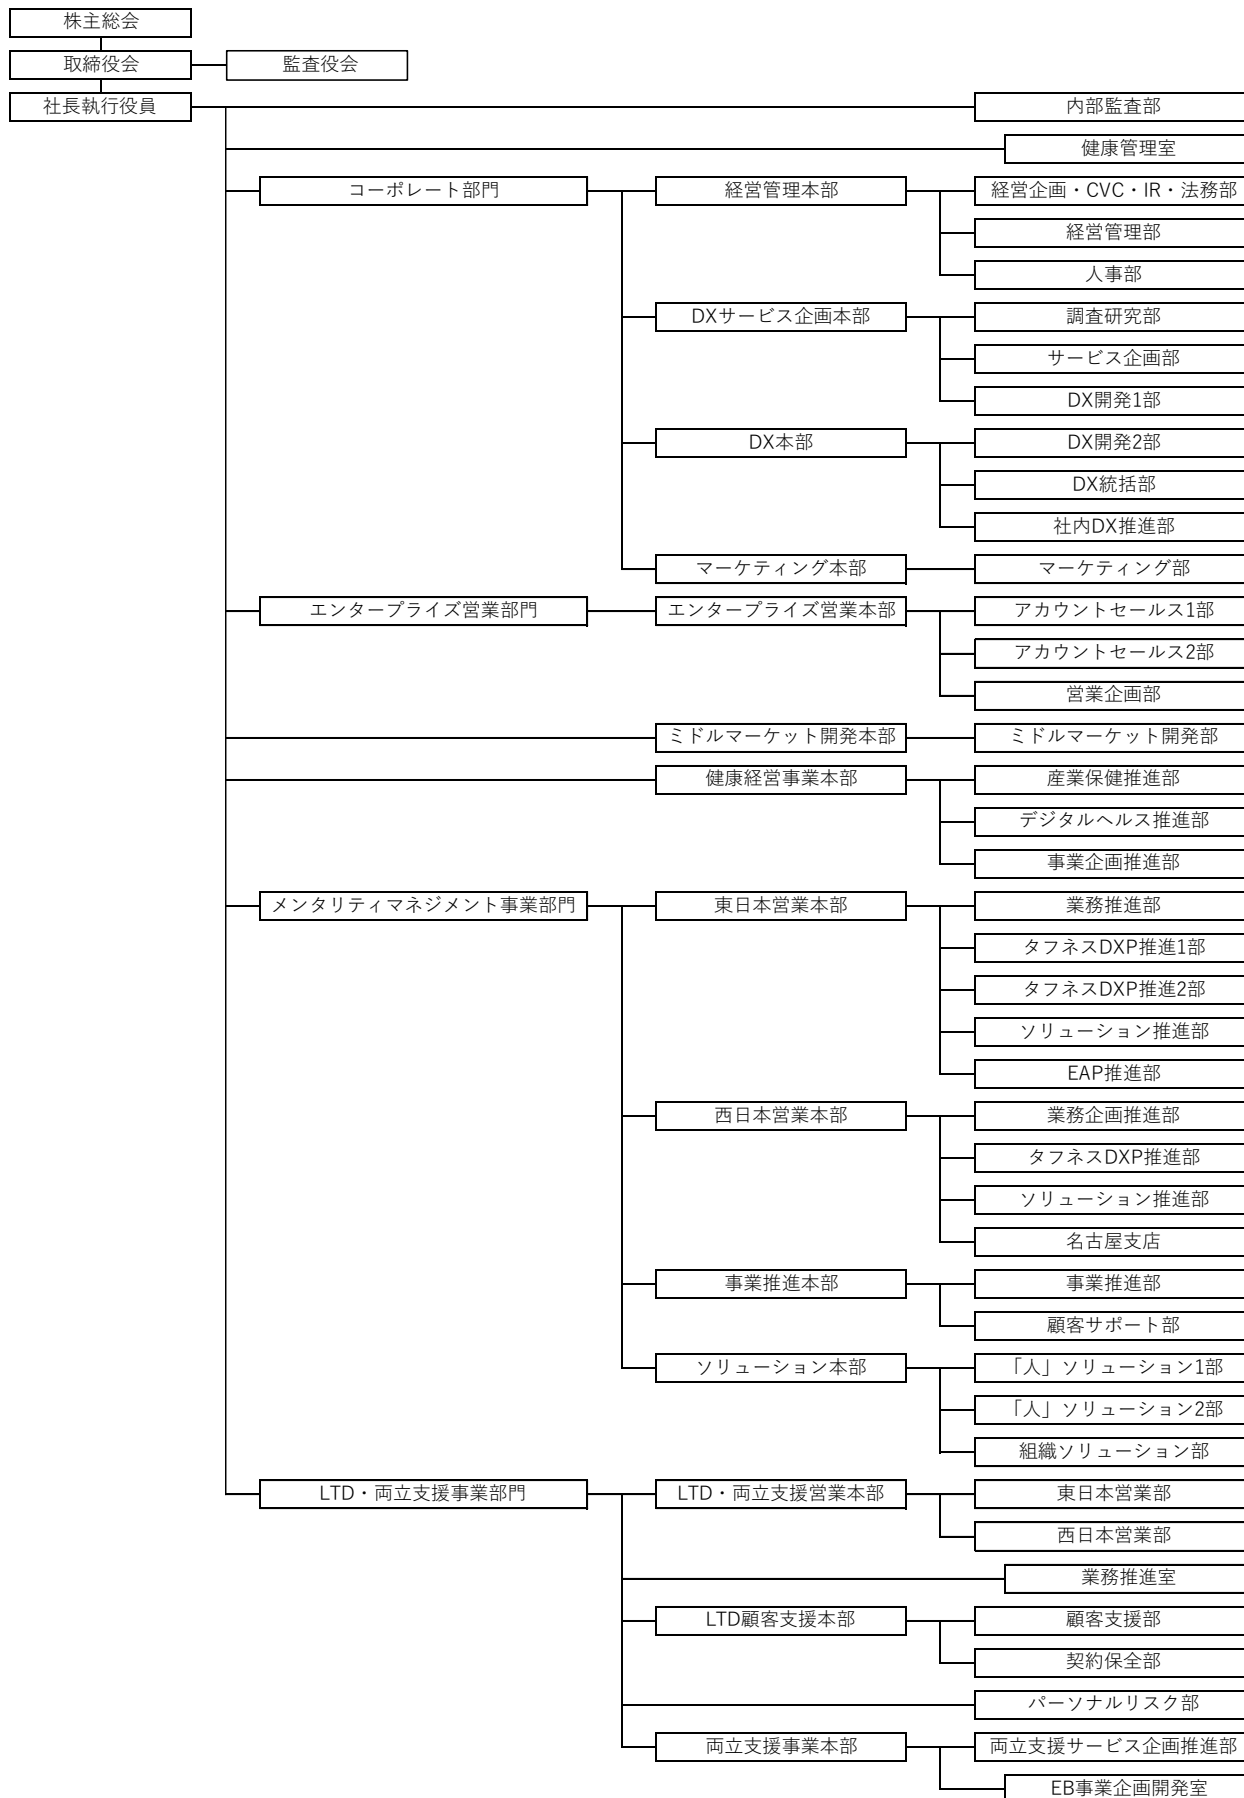 株主総会
取締役会
監査役会
社長執行役員
内部監査部
健康管理室
コーポレート部門
経営管理本部
経営企画・CVC・IR・法務部
経営管理部
人事部
DXサービス企画本部
調査研究部
サービス企画部
DX開発1部
DX本部
DX開発2部
DX統括部
社内DX推進部
マーケティング本部
マーケティング部
エンタープライズ営業部門
エンタープライズ営業本部
アカウントセールス1部
アカウントセールス2部
営業企画部
ミドルマーケット開発本部
ミドルマーケット開発部
健康経営事業本部
産業保健推進部
デジタルヘルス推進部
事業企画推進部
メンタリティマネジメント事業部門
東日本営業本部
業務推進部
タフネスDXP推進1部
タフネスDXP推進2部
ソリューション推進部
EAP推進部
西日本営業本部
業務企画推進部
タフネスDXP推進部
ソリューション推進部
名古屋支店
事業推進本部
事業推進部
顧客サポート部
ソリューション本部
「人」ソリューション1部
「人」ソリューション2部
組織ソリューション部
LTD・両立支援事業部門
LTD・両立支援営業本部
東日本営業部
西日本営業部
業務推進室
LTD顧客支援本部
顧客支援部
契約保全部
パーソナルリスク部
両立支援事業本部
両立支援サービス企画推進部
EB事業企画開発室